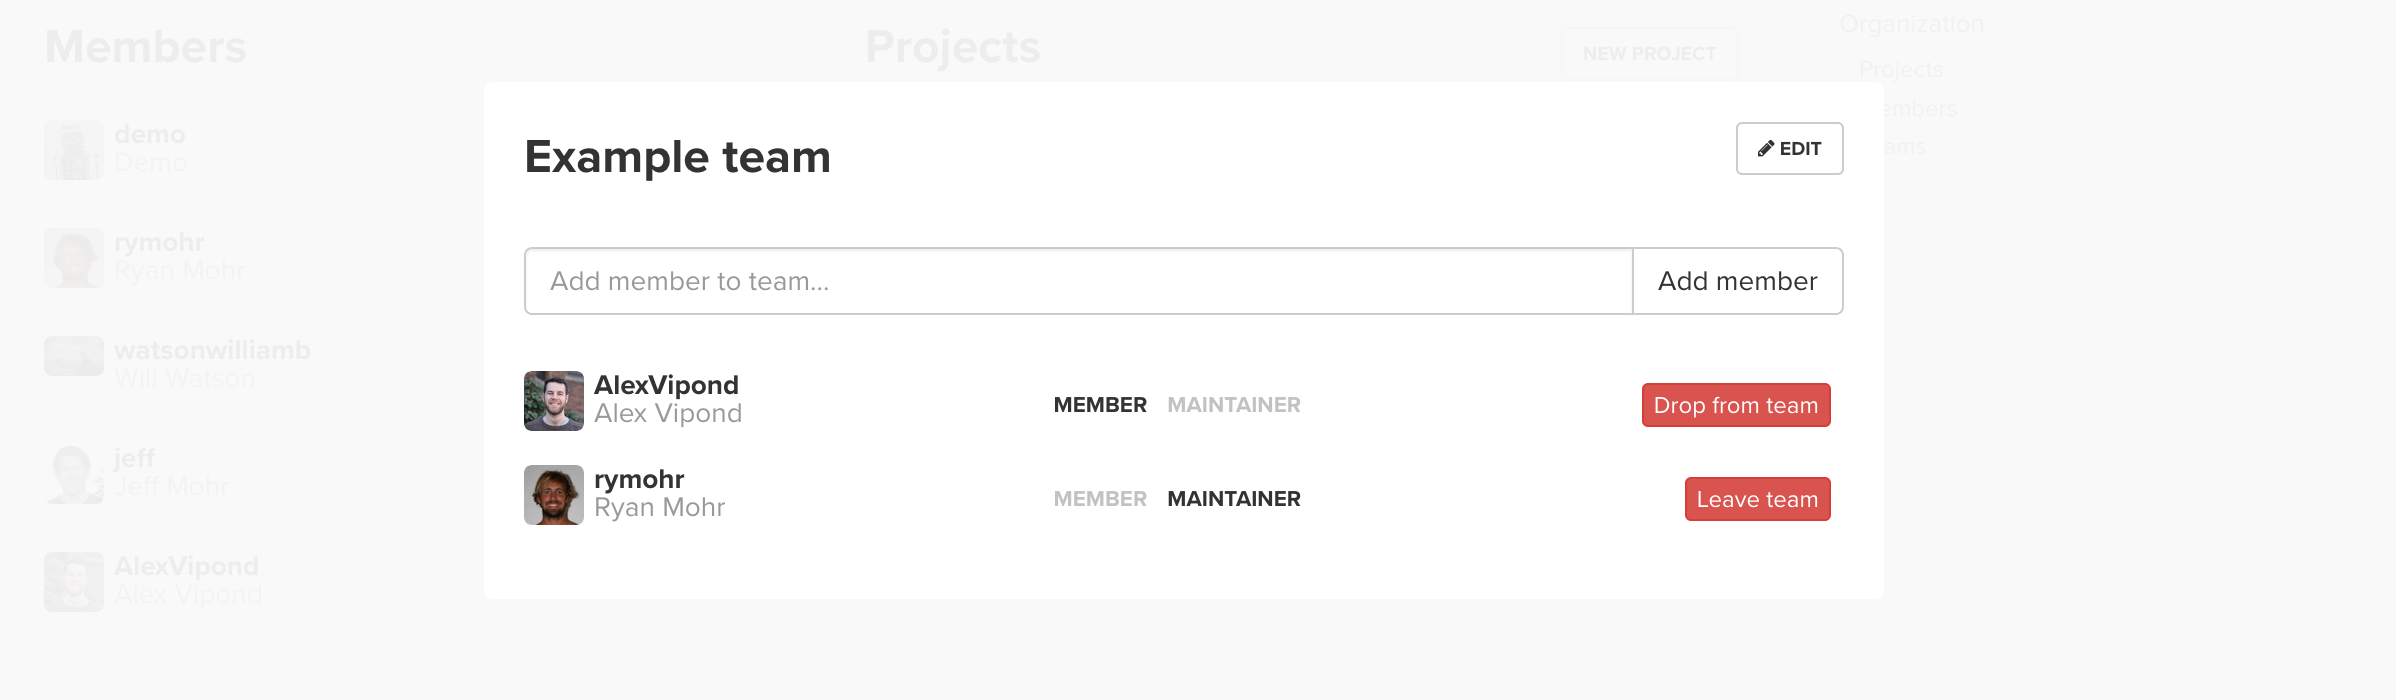 Members
Projects
NEW PROJECT
Organization
Projects
embers
ams
demo
Demo
rymohr
Ryan Mohr
watsonwilliamb
Will Watson
jeff
Jeff Mohr
AlexVipond
Alex Vipond
Example team
EDIT
Add member to team...
Add member
AlexVipond
Alex Vipond
MEMBER MAINTAINER
Drop from team
rymohr
Ryan Mohr
MEMBER MAINTAINER
Leave team